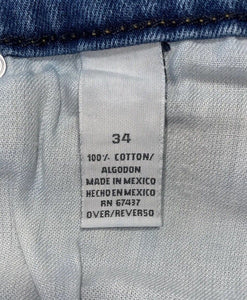 34
100% COTTON/
ALGODON
MADE IN MEXICO
HECHO EN MEXICO
RN 67437
OVER/REVERSO